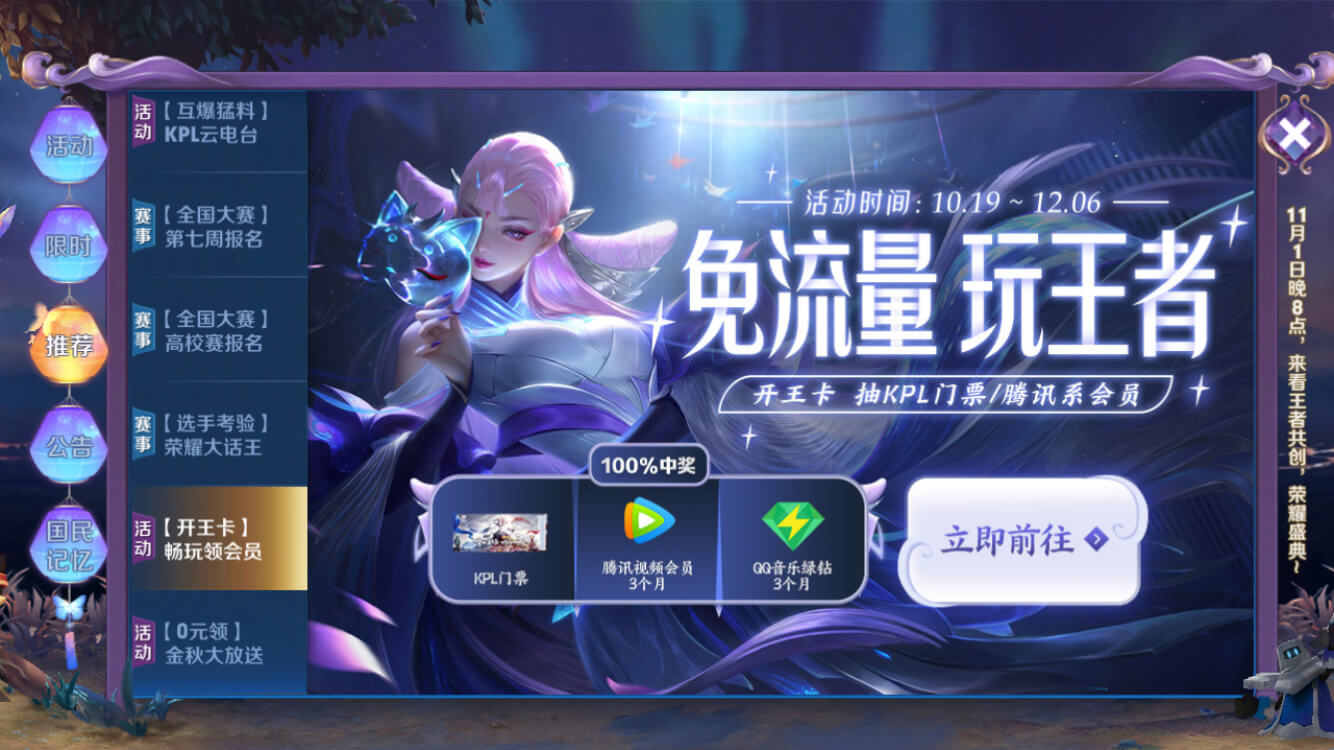 活动
限时
推荐
公告
国民
记忆
活动
【互爆猛料】
KPL云电台
赛事
【全国大赛】
第七周报名
赛事
【全国大赛】
高校赛报名
赛事
【选手考验】
荣耀大话王
活动
【开王卡】
畅玩领会员
活动
【0元领】
金秋大放送
活动时间：10.19 ~ 12.06
免流量 玩王者
开王卡 抽KPL门票/腾讯系会员
100%中奖
KPL门票
腾讯视频会员
3个月
QQ音乐绿钻
3个月
立即前往
11月1日晚8点，来看王者共创，荣耀盛典~